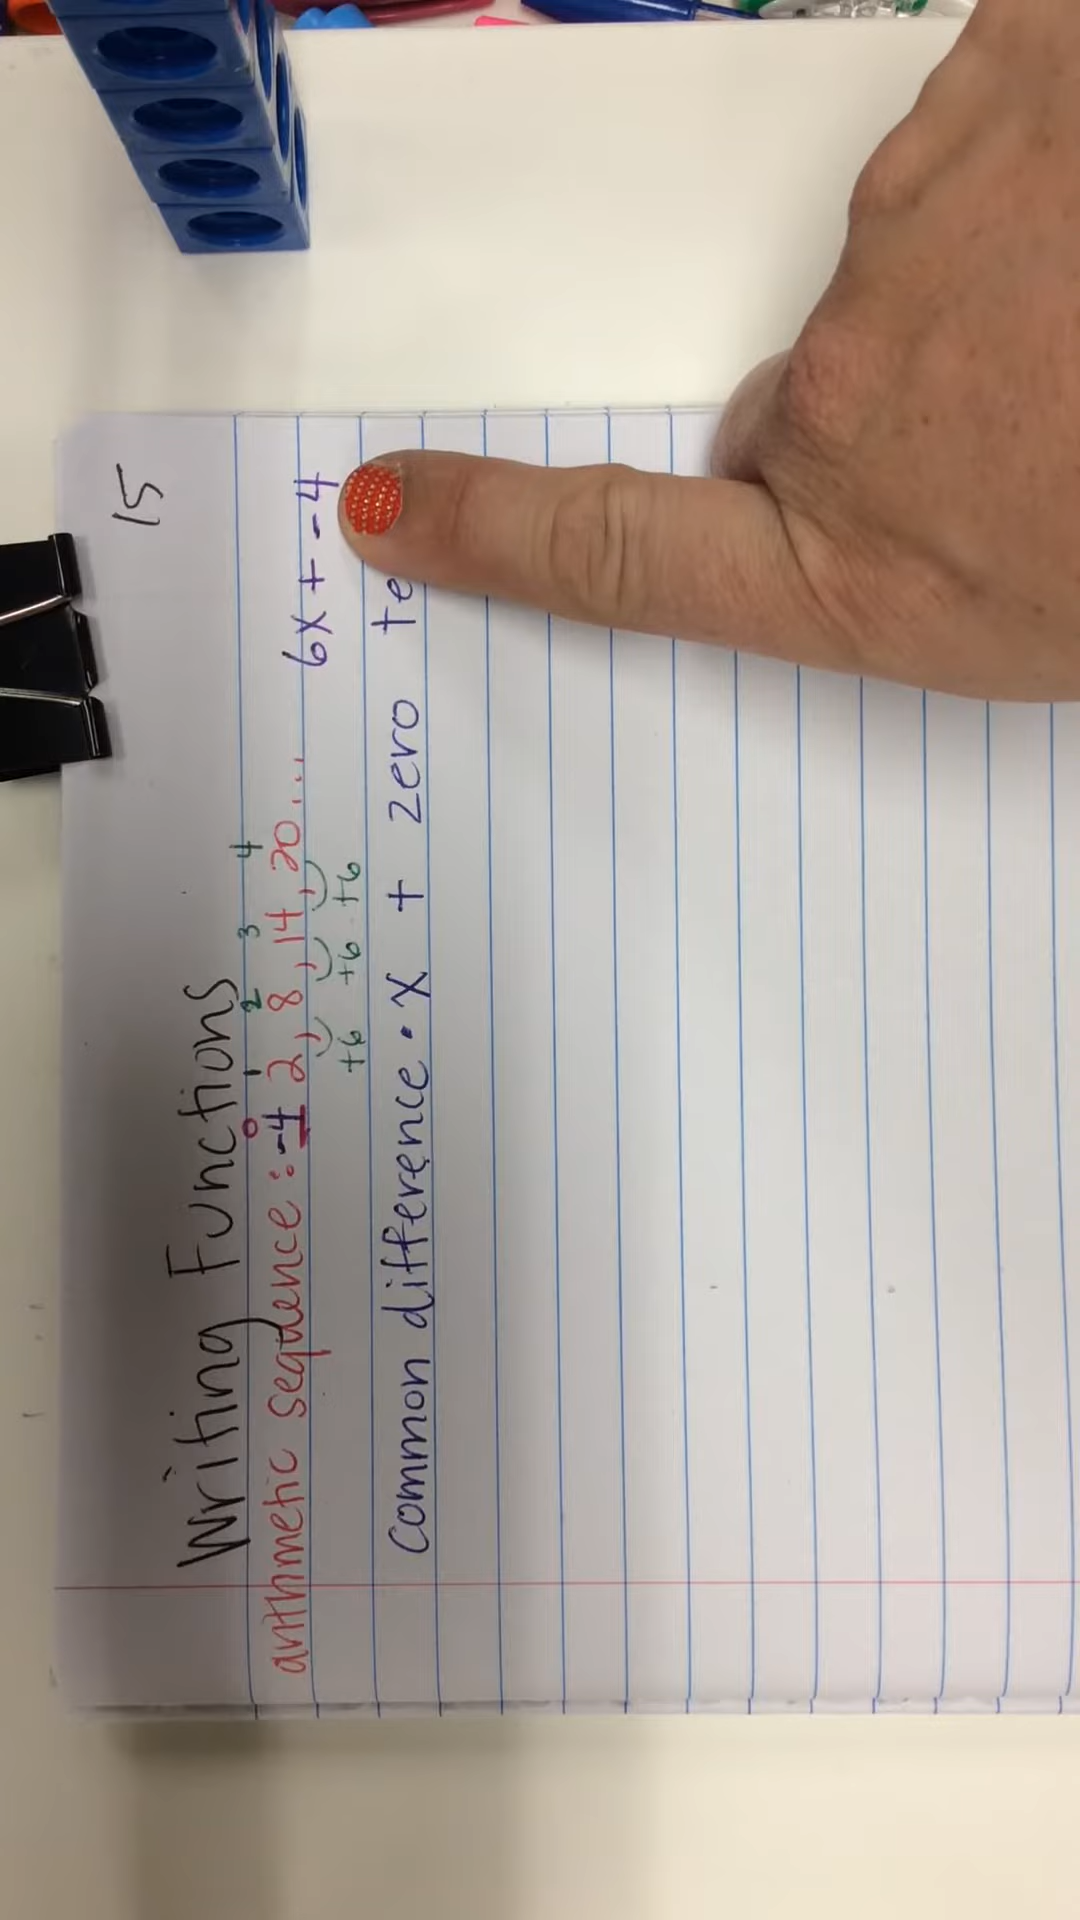 15
Writing Functions
0 1 2 3 4
arithmetic sequence: -4 2, 8, 14, 20... 6x + -4
+6 +6 +6
Common difference • x + zero te